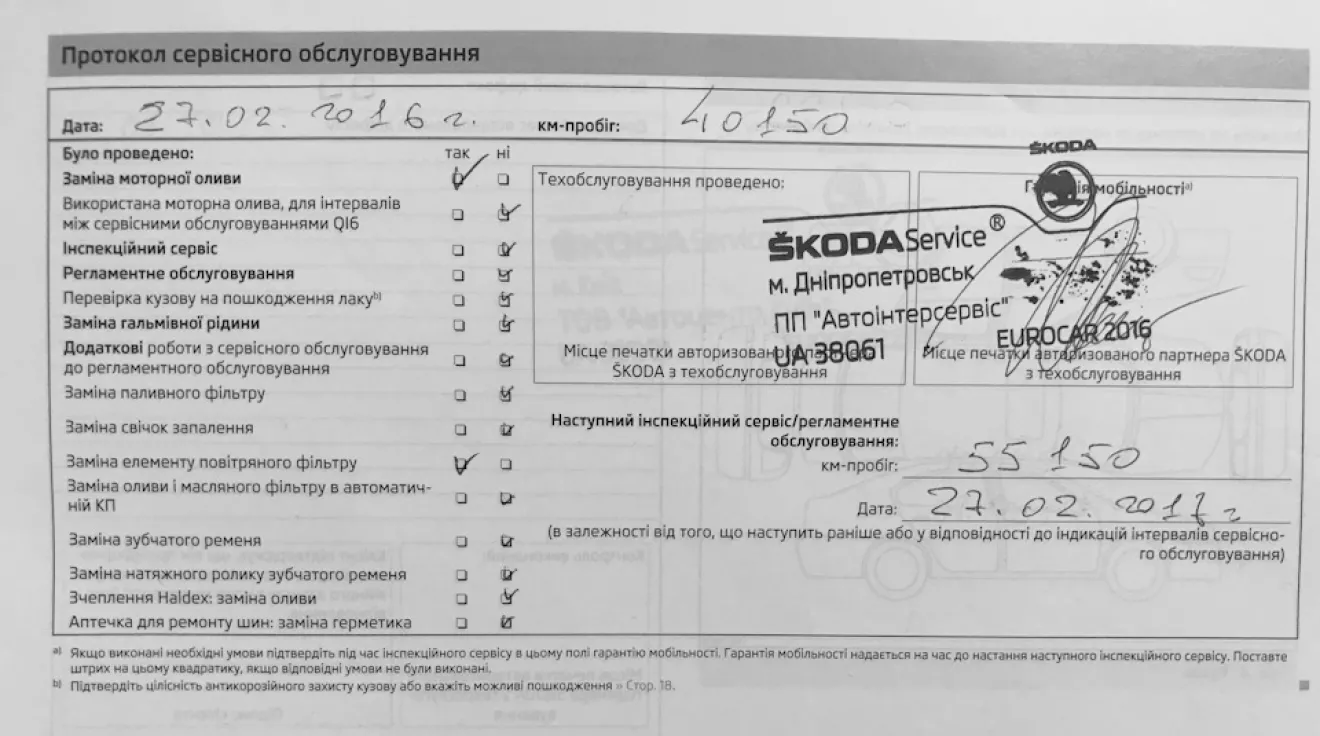 Протокол сервісного обслуговування
Дата: 27.02.2016 г. км-пробіг: 40150
Було проведено: так ні
Заміна моторної оливи
Використана моторна олива, для інтервалів
між сервісними обслуговуваннями QI6
Інспекційний сервіс
Регламентне обслуговування
Перевірка кузову на пошкодження лаку b)
Заміна гальмівної рідини
Додаткові роботи з сервісного обслуговування
до регламентного обслуговування
Заміна паливного фільтру
Заміна свічок запалення
Заміна елементу повітряного фільтру
Заміна оливи і масляного фільтру в автоматич-
ній КП
Заміна зубчатого ременя
Заміна натяжного ролику зубчатого ременя
Зчеплення Haldex: заміна оливи
Аптечка для ремонту шин: заміна герметика
Техобслуговування проведено:
ŠKODA Service ®
м. Дніпропетровськ
ПП "Автоінтерсервіс"
UA 38061
Місце печатки авторизованого партнера
ŠKODA з техобслуговування
ŠKODA
Гарантія мобільності a)
EUROCAR 2016
Місце печатки авторизованого партнера ŠKODA
з техобслуговування
Наступний інспекційний сервіс/регламентне
обслуговування:
км-пробіг: 55150
Дата: 27.02.2017 г
(в залежності від того, що наступить раніше або у відповідності до індикацій інтервалів сервісно-
го обслуговування)
a) Якщо виконані необхідні умови підтвердіть під час інспекційного сервісу в цьому полі гарантію мобільності. Гарантія мобільності надається на час до настання наступного інспекційного сервісу. Поставте
штрих на цьому квадратику, якщо відповідні умови не були виконані.
b) Підтвердіть цілісність антикорозійного захисту кузову або вкажіть можливі пошкодження » Стор. 18.